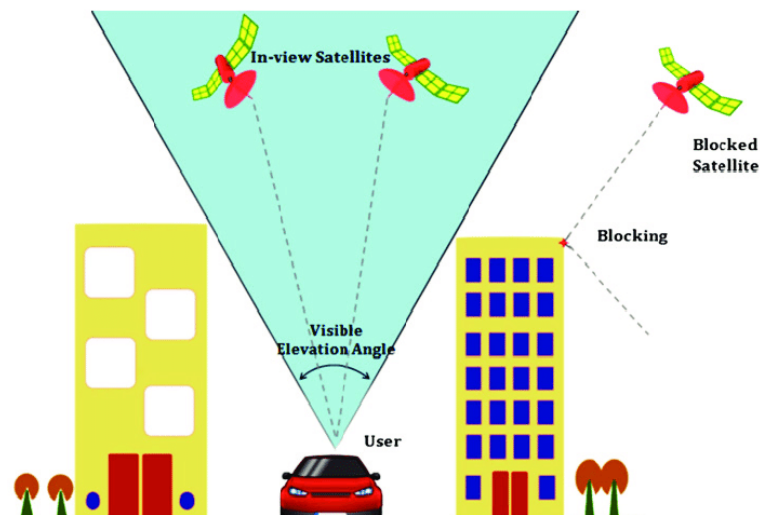 In-view Satellites
Blocked
Satellite
Blocking
Visible
Elevation Angle
User